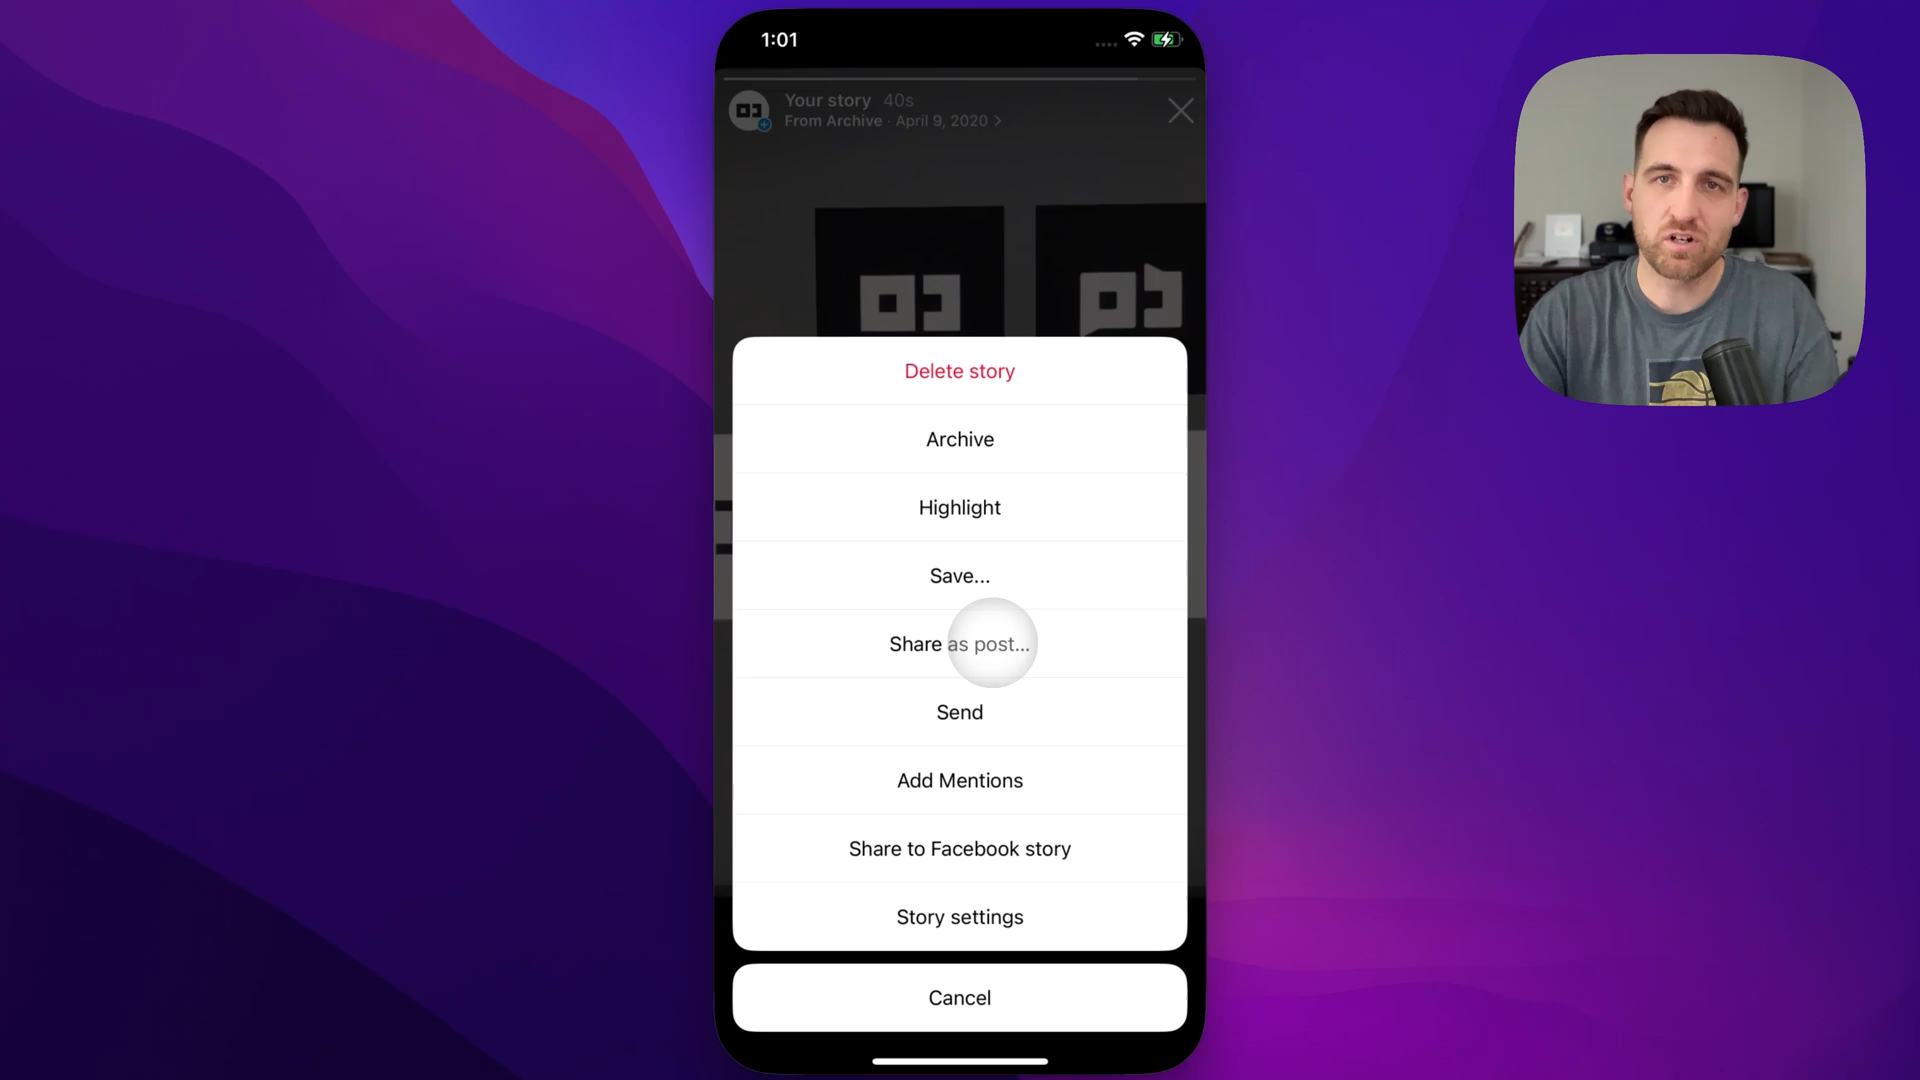 1:01
Your story 40s
From Archive · April 9, 2020 >
Delete story
Archive
Highlight
Save...
Share as post...
Send
Add Mentions
Share to Facebook story
Story settings
Cancel